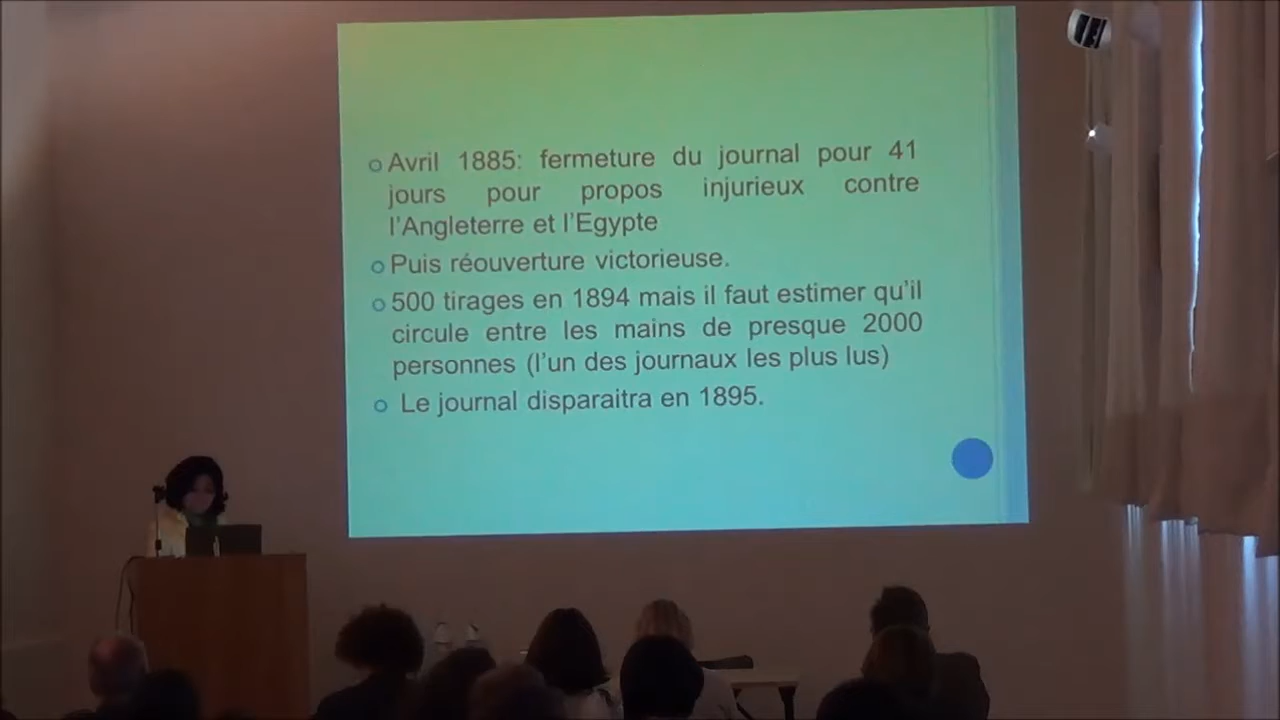 Avril 1885: fermeture du journal pour 41
jours pour propos injurieux contre
l'Angleterre et l'Egypte
Puis réouverture victorieuse.
500 tirages en 1894 mais il faut estimer qu'il
circule entre les mains de presque 2000
personnes (l'un des journaux les plus lus)
Le journal disparaitra en 1895.